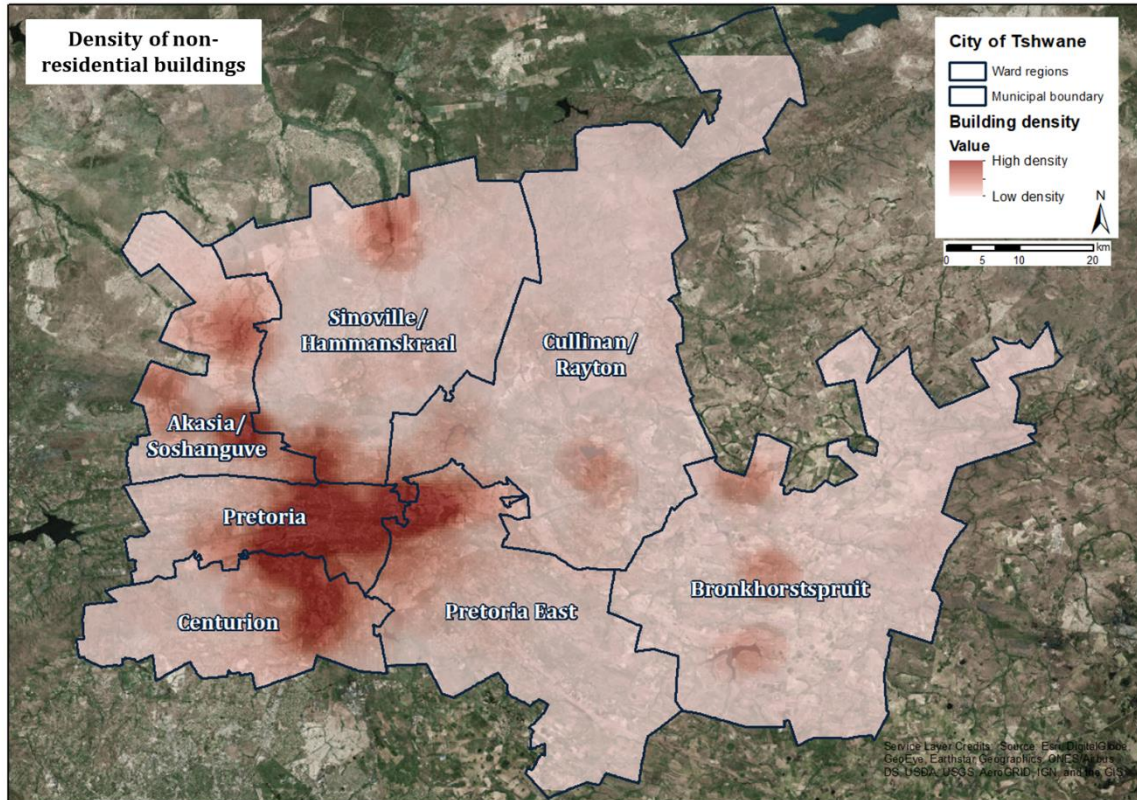 Density of non-
residential buildings
City of Tshwane
Ward regions
Municipal boundary
Building density
Value
High density
Low density
N
km
0 5 10 20
Sinoville/
Hammanskraal
Cullinan/
Rayton
Akasia/
Soshanguve
Pretoria
Centurion
Pretoria East
Bronkhorstspruit
Service Layer Credits: Source: Esri, DigitalGlobe,
GeoEye, Earthstar Geographics, CNES/Airbus
DS, USDA, USGS, AeroGRID, IGN, and the GIS